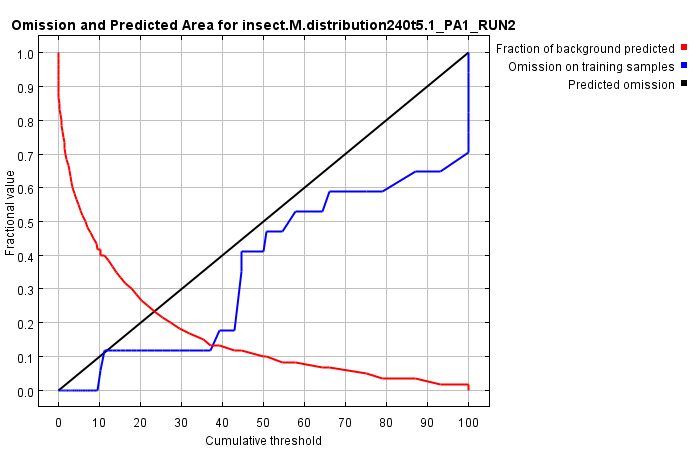 Omission and Predicted Area for insect.M.distribution240t5.1_PA1_RUN2
Fraction of background predicted
Omission on training samples
Predicted omission
Fractional value
1.0
0.9
0.8
0.7
0.6
0.5
0.4
0.3
0.2
0.1
0.0
0 10 20 30 40 50 60 70 80 90 100
Cumulative threshold